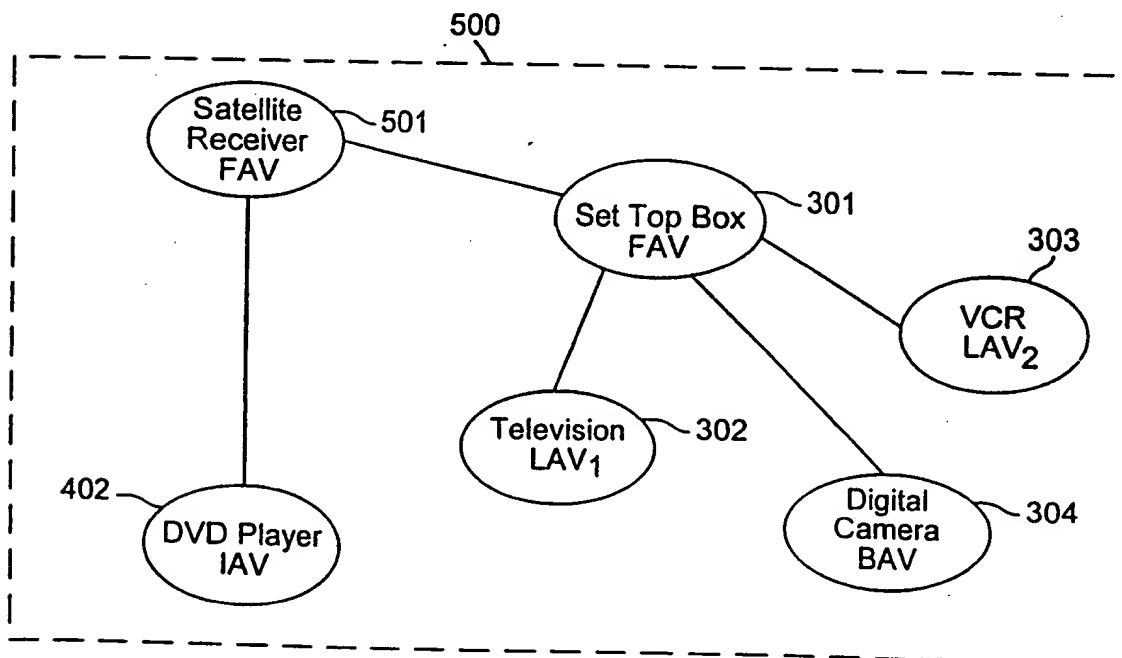 500
Satellite
Receiver
FAV
501
Set Top Box
FAV
301
303
VCR
LAV2
Television
LAV1
302
402
DVD Player
IAV
Digital
Camera
BAV
304